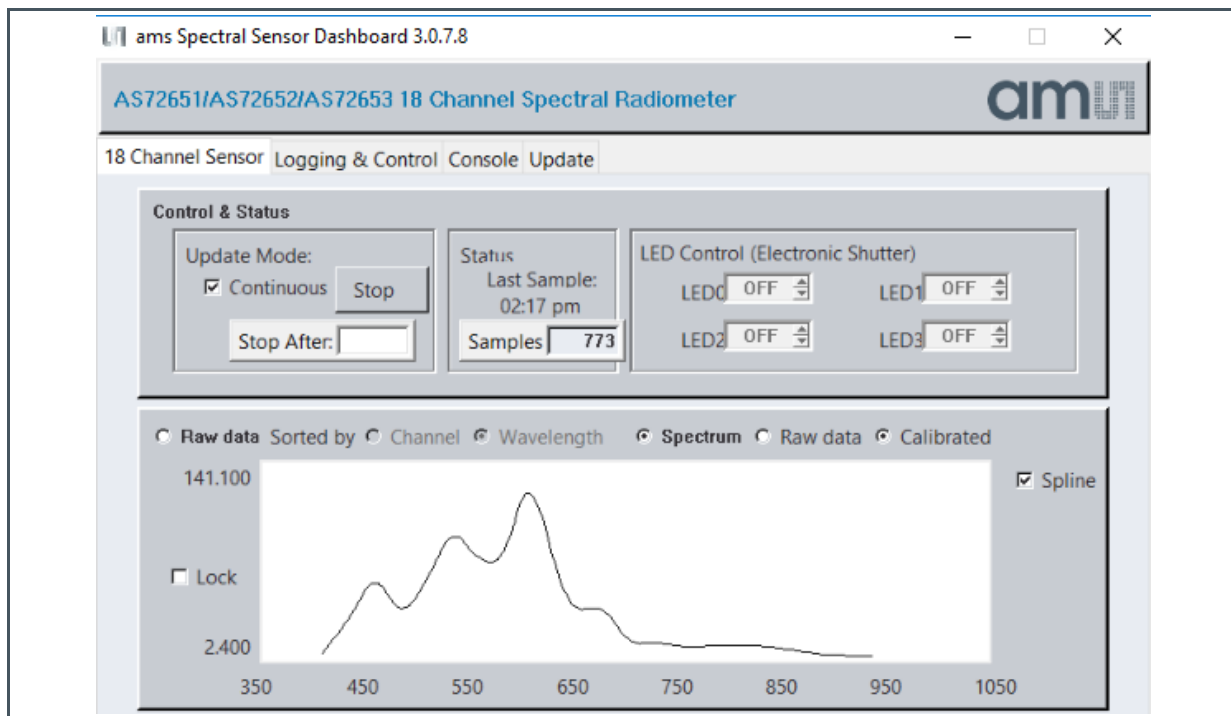 ams Spectral Sensor Dashboard 3.0.7.8
AS72651/AS72652/AS72653 18 Channel Spectral Radiometer
am
18 Channel Sensor Logging & Control Console Update
Control & Status
Update Mode:
Continuous Stop
Stop After:
Status
Last Sample:
02:17 pm
Samples 773
LED Control (Electronic Shutter)
LED0 OFF LED1 OFF
LED2 OFF LED3 OFF
Raw data Sorted by Channel Wavelength Spectrum Raw data Calibrated
141.100
Spline
Lock
2.400
350 450 550 650 750 850 950 1050